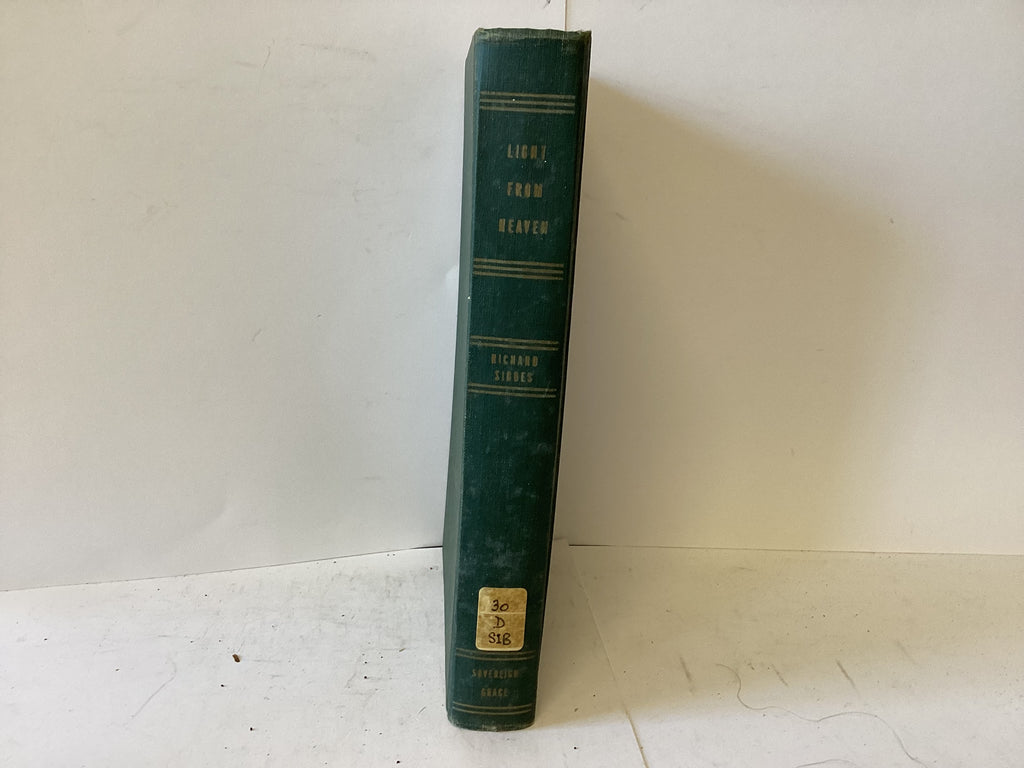 LIGHT
FROM
HEAVEN
RICHARD
SIBBES
30
D
SIB
SOVEREIGN
GRACE